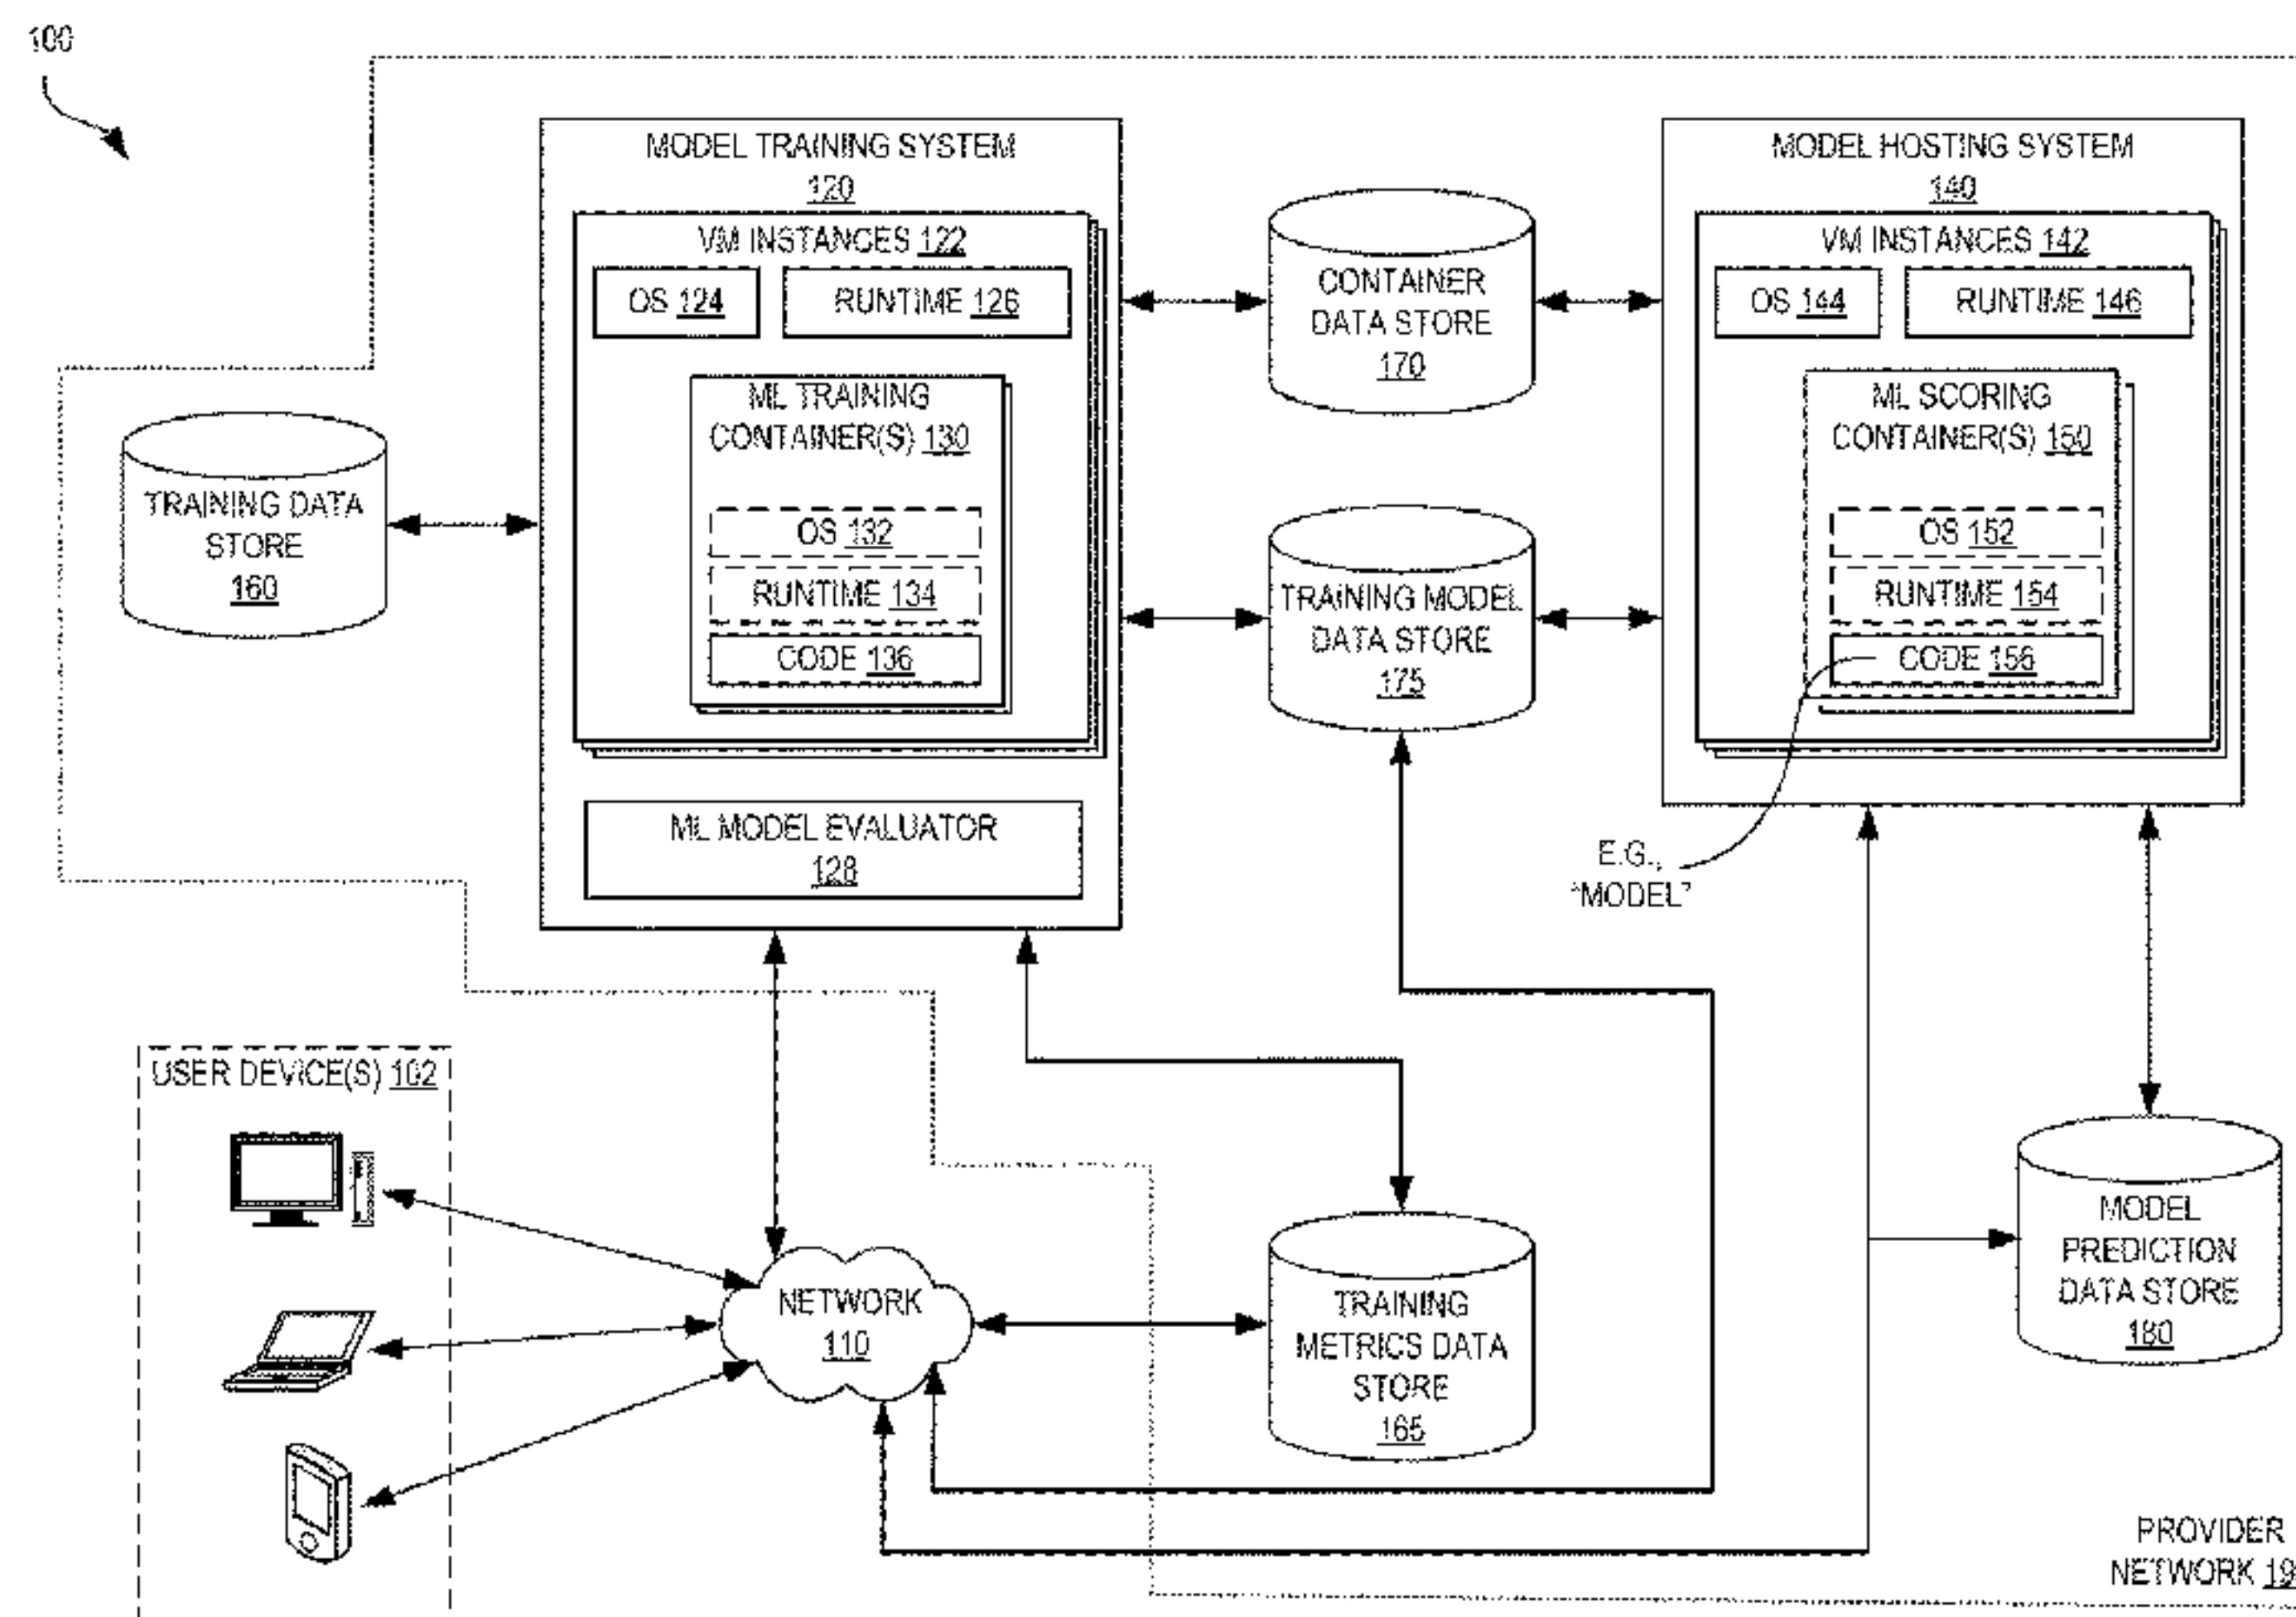 100
MODEL TRAINING SYSTEM
120
VM INSTANCES 122
OS 124
RUNTIME 126
ML TRAINING
CONTAINER(S) 130
OS 132
RUNTIME 134
CODE 136
ML MODEL EVALUATOR
128
TRAINING DATA
STORE
160
CONTAINER
DATA STORE
170
TRAINING MODEL
DATA STORE
175
MODEL HOSTING SYSTEM
140
VM INSTANCES 142
OS 144
RUNTIME 146
ML SCORING
CONTAINER(S) 150
OS 152
RUNTIME 154
CODE 156
E.G.,
"MODEL"
USER DEVICE(S) 102
NETWORK
110
TRAINING
METRICS DATA
STORE
165
MODEL
PREDICTION
DATA STORE
180
PROVIDER
NETWORK